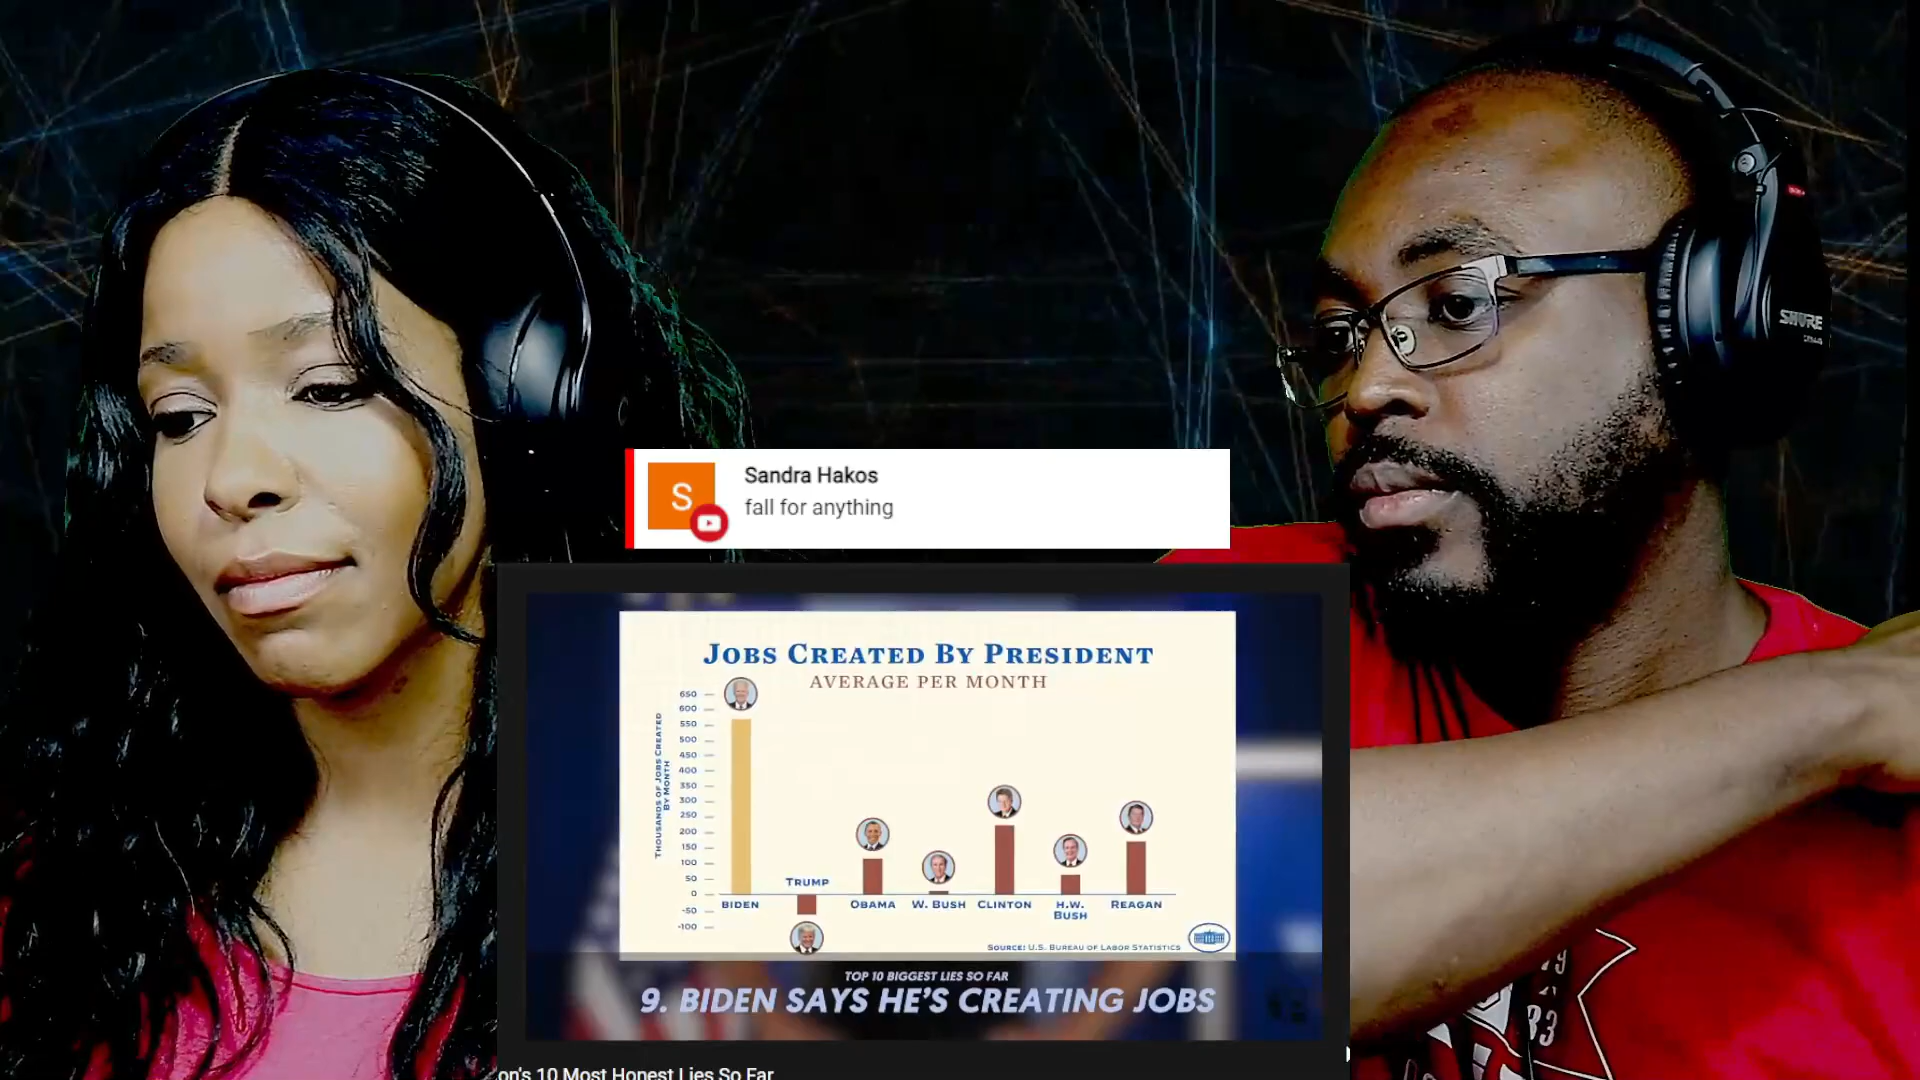 SHURE
Sandra Hakos
S
fall for anything
JOBS CREATED BY PRESIDENT
AVERAGE PER MONTH
THOUSANDS OF JOBS CREATED
BY MONTH
650
600
550
500
450
400
350
300
250
200
150
100
50
0
-50
-100
BIDEN
TRUMP
OBAMA
W. BUSH
CLINTON
H.W.
BUSH
REAGAN
SOURCE: U.S. BUREAU OF LABOR STATISTICS
TOP 10 BIGGEST LIES SO FAR
9. BIDEN SAYS HE'S CREATING JOBS
on's 10 Most Honest Lies So Far
33